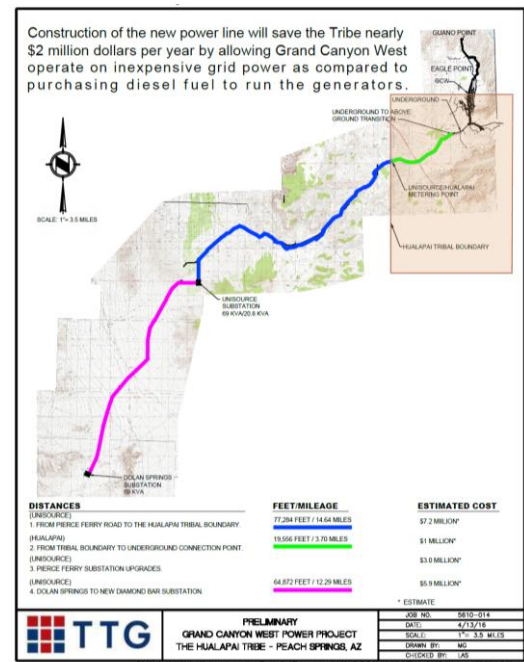 Construction of the new power line will save the Tribe nearly
$2 million dollars per year by allowing Grand Canyon West
operate on inexpensive grid power as compared to
purchasing diesel fuel to run the generators.
GUANO POINT
EAGLE POINT
GCW
UNDERGROUND
UNDERGROUND TO ABOVE
GROUND TRANSITION
SCALE: 1"= 3.5 MILES
UNISOURCE/HUALAPAI
METERING POINT
HUALAPAI TRIBAL BOUNDARY
UNISOURCE
SUBSTATION
69 KVA/20.8 KVA
DOLAN SPRINGS
SUBSTATION
69 KVA
DISTANCES FEET/MILEAGE ESTIMATED COST
(UNISOURCE)
1. FROM PIERCE FERRY ROAD TO THE HUALAPAI TRIBAL BOUNDARY. 77,284 FEET / 14.64 MILES $7.2 MILLION*
(HUALAPAI)
2. FROM TRIBAL BOUNDARY TO UNDERGROUND CONNECTION POINT. 19,556 FEET / 3.70 MILES $1 MILLION*
(UNISOURCE)
3. PIERCE FERRY SUBSTATION UPGRADES. $3.0 MILLION*
(UNISOURCE)
4. DOLAN SPRINGS TO NEW DIAMOND BAR SUBSTATION. 64,872 FEET / 12.29 MILES $5.9 MILLION*
* ESTIMATE
TTG
PRELIMINARY
GRAND CANYON WEST POWER PROJECT
THE HUALAPAI TRIBE - PEACH SPRINGS, AZ
JOB NO. 5610-014
DATE: 4/13/16
SCALE: 1"= 3.5 MILES
DRAWN BY: MG
CHECKED BY: LAS